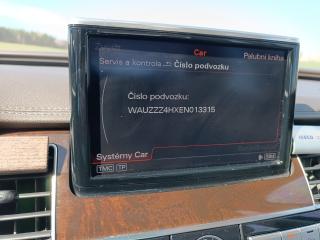 Car
Servis a kontrola
Číslo podvozku
Palubní kniha
Číslo podvozku:
WAUZZZ4HXEN013315
Systémy Car
TMC TP